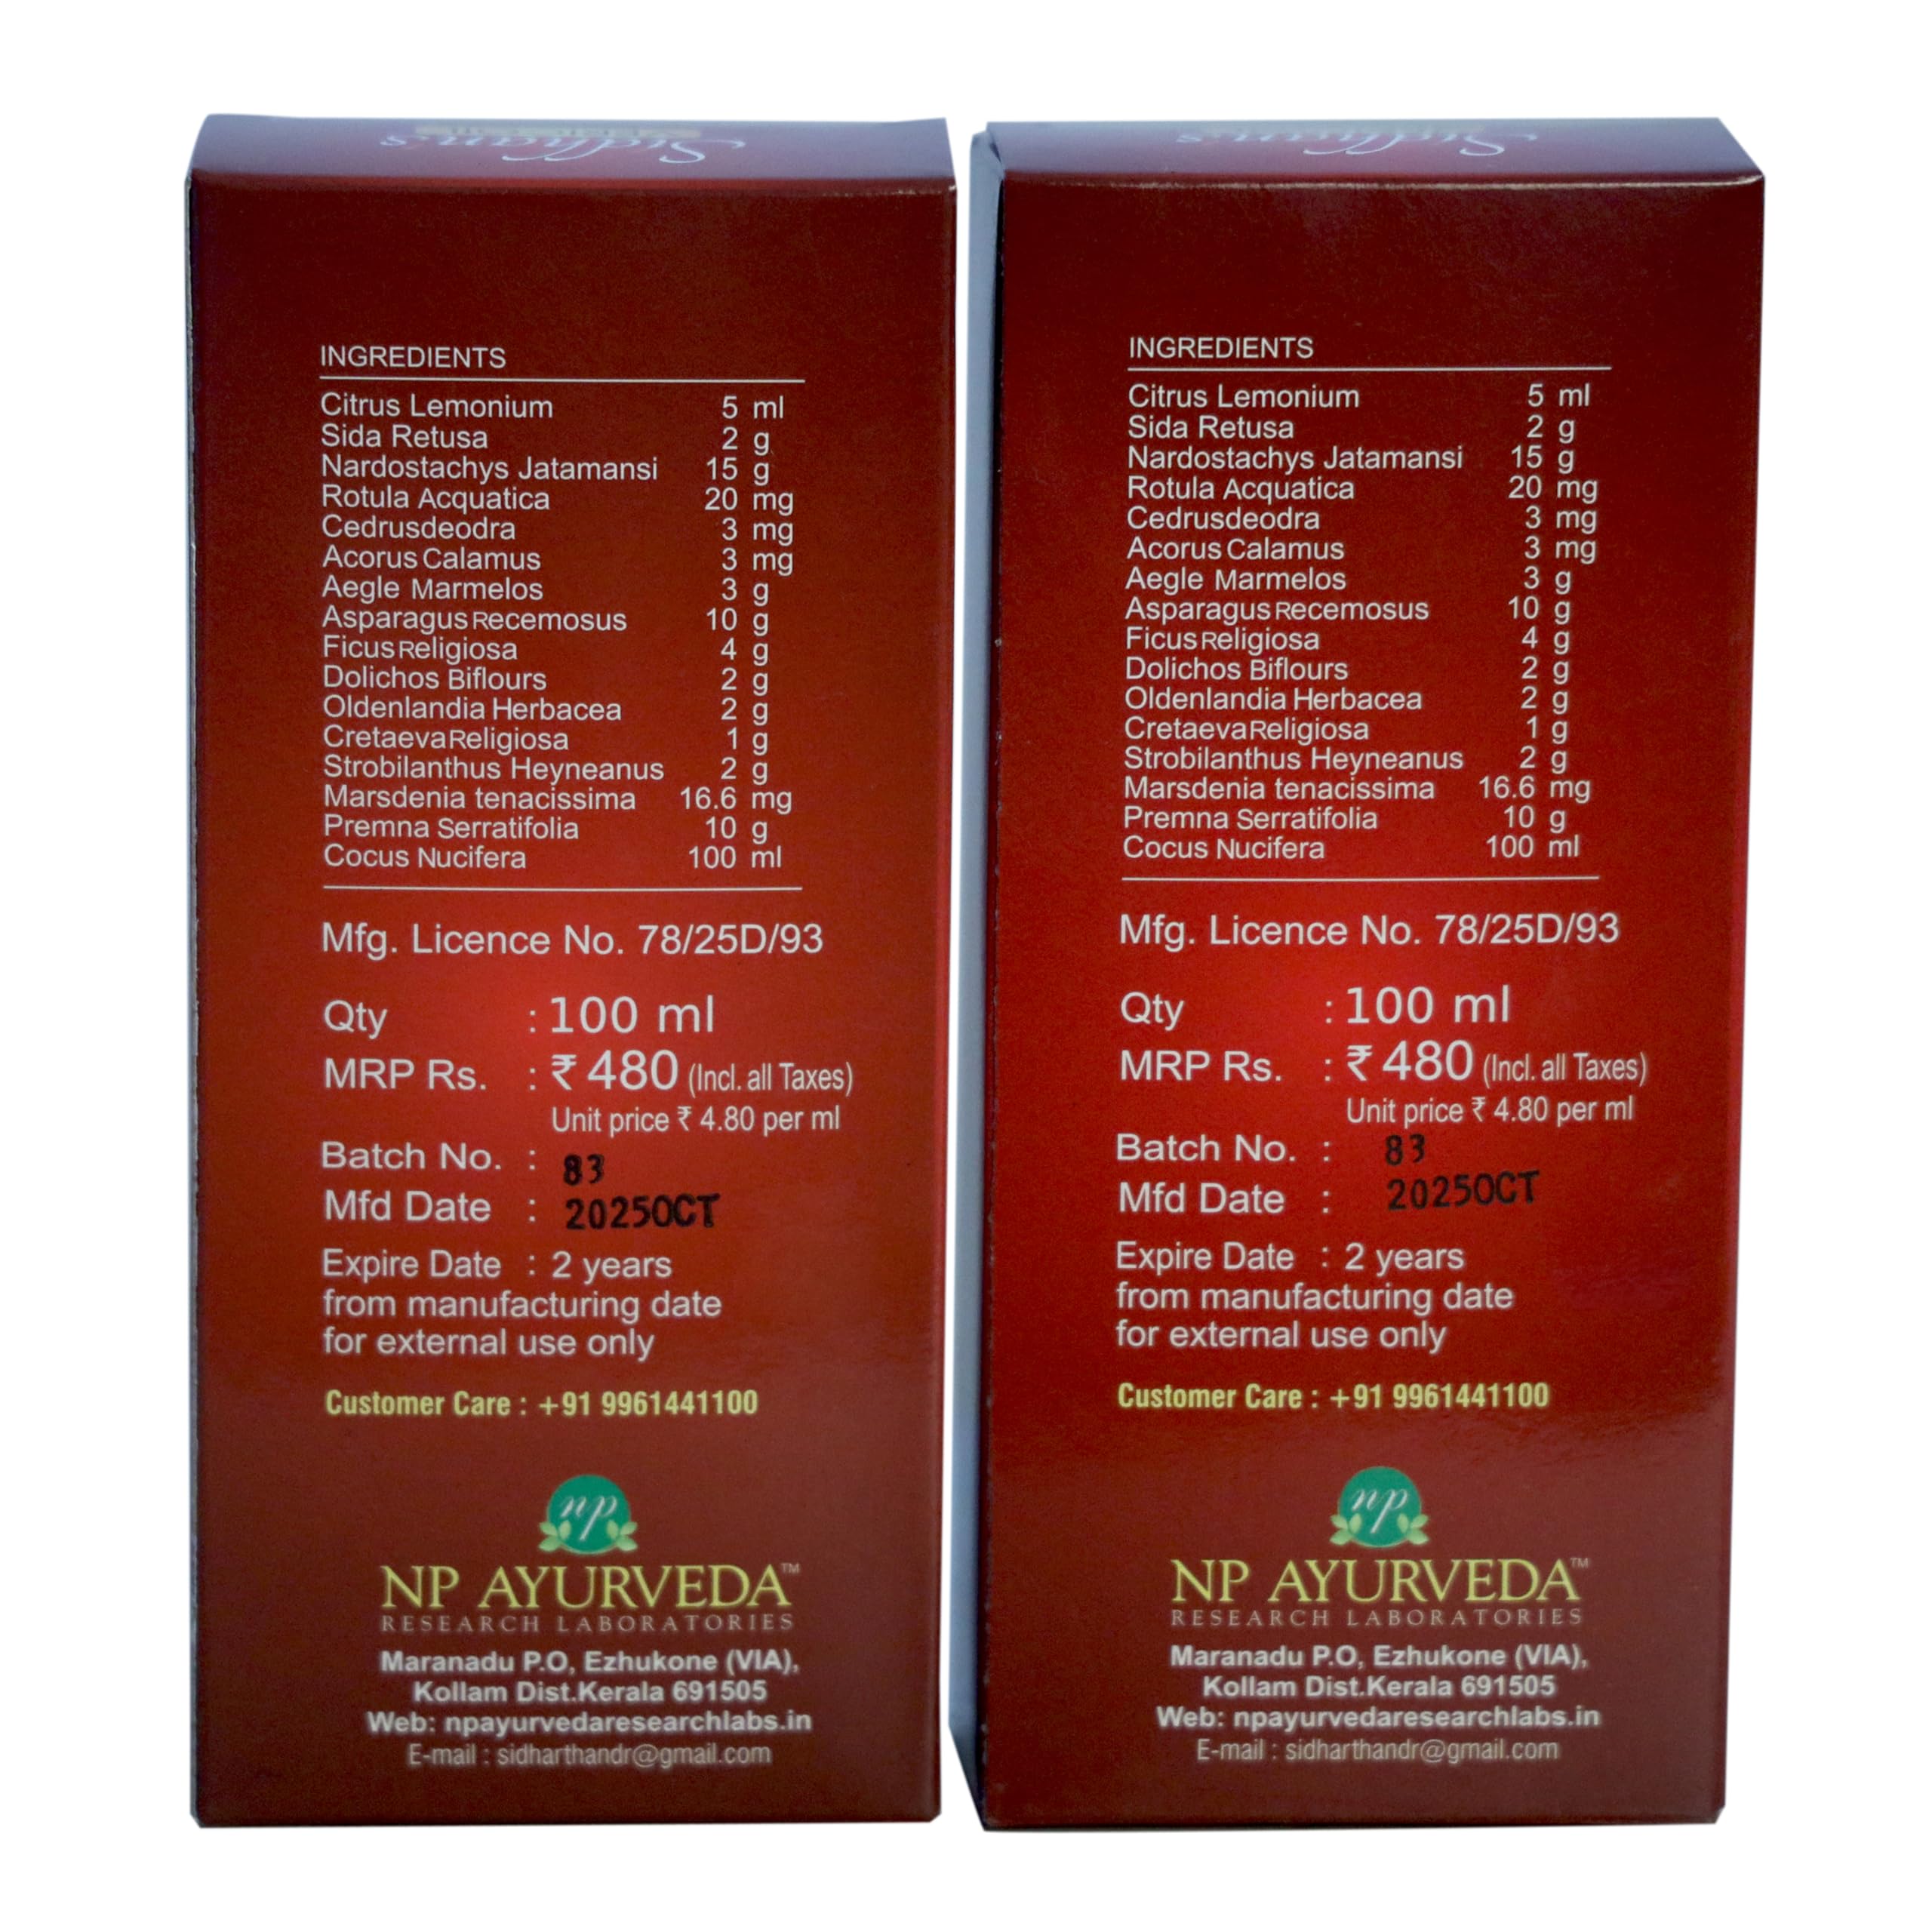 Sidhan's
INGREDIENTS
Citrus Lemonium 5 ml
Sida Retusa 2 g
Nardostachys Jatamansi 15 g
Rotula Acquatica 20 mg
Cedrusdeodra 3 mg
Acorus Calamus 3 mg
Aegle Marmelos 3 g
Asparagus Recemosus 10 g
Ficus Religiosa 4 g
Dolichos Biflours 2 g
Oldenlandia Herbacea 2 g
Cretaeva Religiosa 1 g
Strobilanthus Heyneanus 2 g
Marsdenia tenacissima 16.6 mg
Premna Serratifolia 10 g
Cocus Nucifera 100 ml
Mfg. Licence No. 78/25D/93
Qty : 100 ml
MRP Rs. : ₹ 480 (Incl. all Taxes)
Unit price ₹ 4.80 per ml
Batch No. : 83
Mfd Date : 2025OCT
Expire Date : 2 years
from manufacturing date
for external use only
Customer Care : +91 9961441100
np
NP AYURVEDA™
RESEARCH LABORATORIES
Maranadu P.O, Ezhukone (VIA),
Kollam Dist.Kerala 691505
Web: npayurvedaresearchlabs.in
E-mail : sidharthandr@gmail.com
Sidhan's
INGREDIENTS
Citrus Lemonium 5 ml
Sida Retusa 2 g
Nardostachys Jatamansi 15 g
Rotula Acquatica 20 mg
Cedrusdeodra 3 mg
Acorus Calamus 3 mg
Aegle Marmelos 3 g
Asparagus Recemosus 10 g
Ficus Religiosa 4 g
Dolichos Biflours 2 g
Oldenlandia Herbacea 2 g
Cretaeva Religiosa 1 g
Strobilanthus Heyneanus 2 g
Marsdenia tenacissima 16.6 mg
Premna Serratifolia 10 g
Cocus Nucifera 100 ml
Mfg. Licence No. 78/25D/93
Qty : 100 ml
MRP Rs. : ₹ 480 (Incl. all Taxes)
Unit price ₹ 4.80 per ml
Batch No. : 83
Mfd Date : 2025OCT
Expire Date : 2 years
from manufacturing date
for external use only
Customer Care : +91 9961441100
np
NP AYURVEDA™
RESEARCH LABORATORIES
Maranadu P.O, Ezhukone (VIA),
Kollam Dist.Kerala 691505
Web: npayurvedaresearchlabs.in
E-mail : sidharthandr@gmail.com